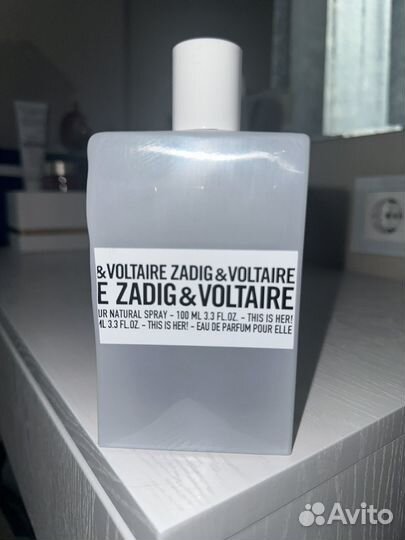 &VOLTAIRE ZADIG&VOLTAIRE
E ZADIG&VOLTAIRE
UR NATURAL SPRAY - 100 ML 3.3 FL.OZ. - THIS IS HER!
ML 3.3 FL.OZ. - THIS IS HER! - EAU DE PARFUM POUR ELLE
Avito